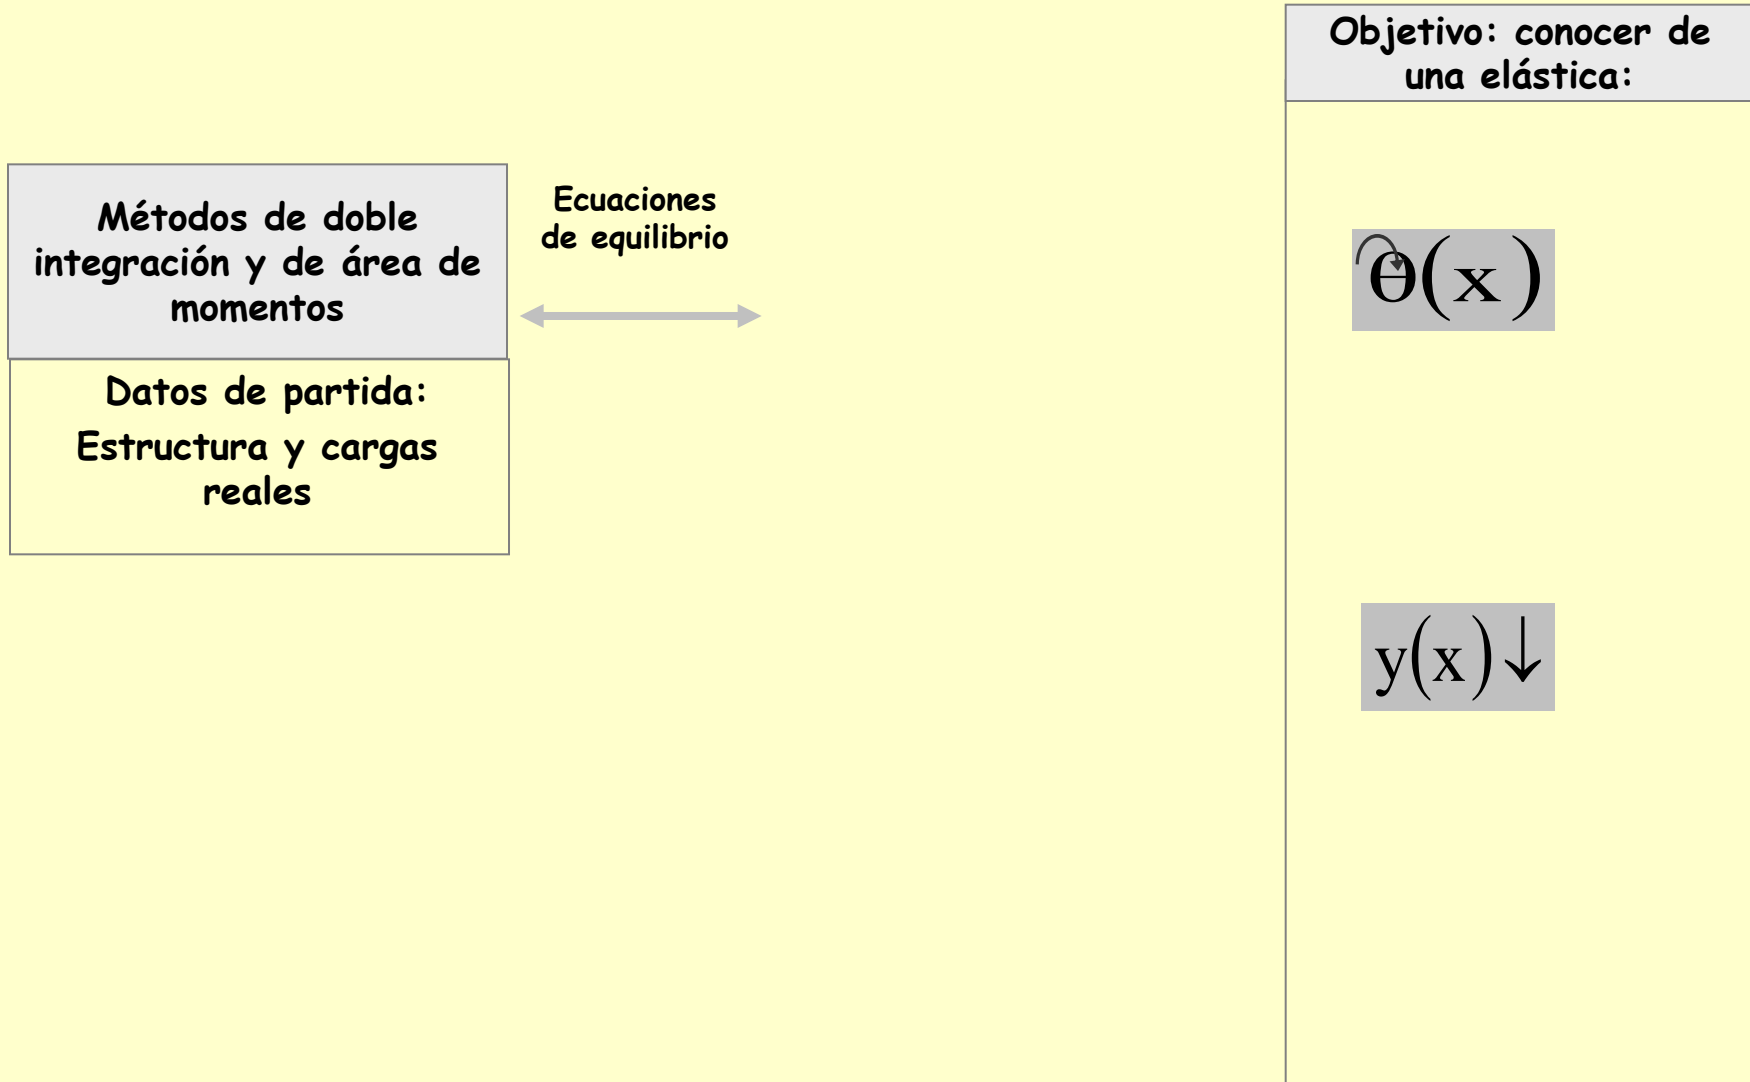 Objetivo: conocer de
una elástica:
Métodos de doble
integración y de área de
momentos
Ecuaciones
de equilibrio
θ(x)
Datos de partida:
Estructura y cargas
reales
y(x)↓